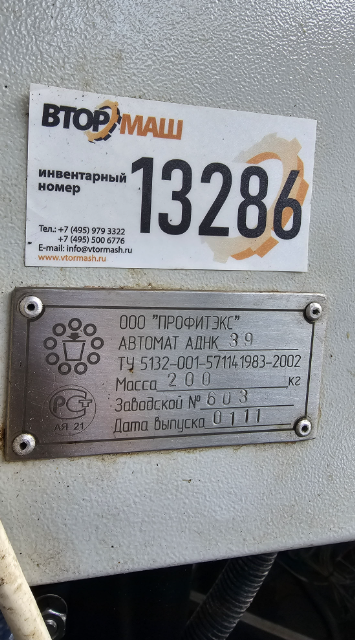 ВТОРМАШ
инвентарный
номер
13286
Тел.: +7 (495) 979 3322
+7 (495) 500 6776
E-mail: info@vtormash.ru
www.vtormash.ru
ООО "ПРОФИТЭКС"
АВТОМАТ АДНК 39
ТУ 5132-001-571141983-2002
Масса 200 кг
Заводской № 603
Дата выпуска 0111
РСТ
АЯ 21